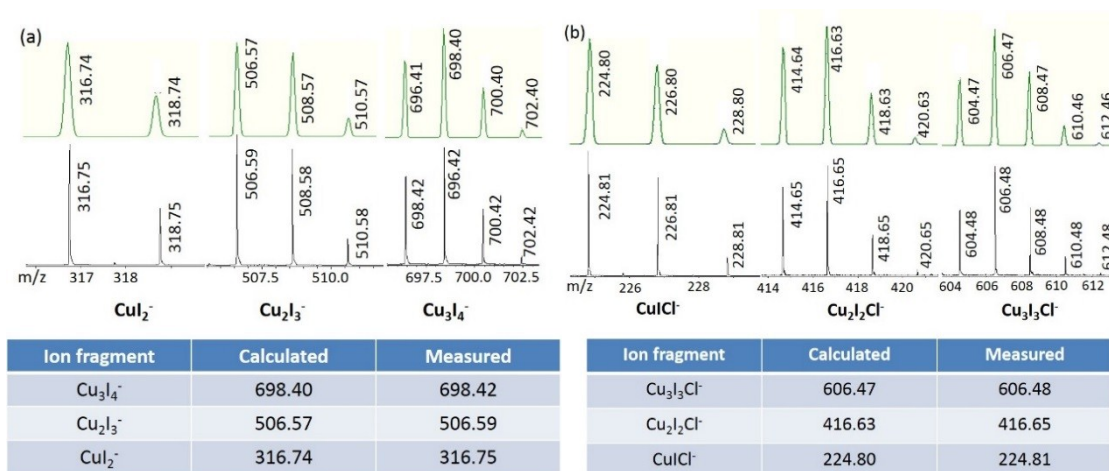 (a)
316.74 318.74 506.57 508.57 510.57 696.41 698.40 700.40 702.40
316.75 318.75 506.59 508.58 510.58 698.42 696.42 700.42 702.42
m/z 317 318 507.5 510.0 697.5 700.0 702.5
CuI₂⁻ Cu₂I₃⁻ Cu₃I₄⁻
Ion fragment Calculated Measured
Cu₃I₄⁻ 698.40 698.42
Cu₂I₃⁻ 506.57 506.59
CuI₂⁻ 316.74 316.75
(b)
224.80 226.80 228.80 414.64 416.63 418.63 420.63 604.47 606.47 608.47 610.46 612.46
224.81 226.81 228.81 414.65 416.65 418.65 420.65 604.48 606.48 608.48 610.48 612.48
m/z 226 228 414 416 418 420 604 606 608 610 612
CuICl⁻ Cu₂I₂Cl⁻ Cu₃I₃Cl⁻
Ion fragment Calculated Measured
Cu₃I₃Cl⁻ 606.47 606.48
Cu₂I₂Cl⁻ 416.63 416.65
CuICl⁻ 224.80 224.81